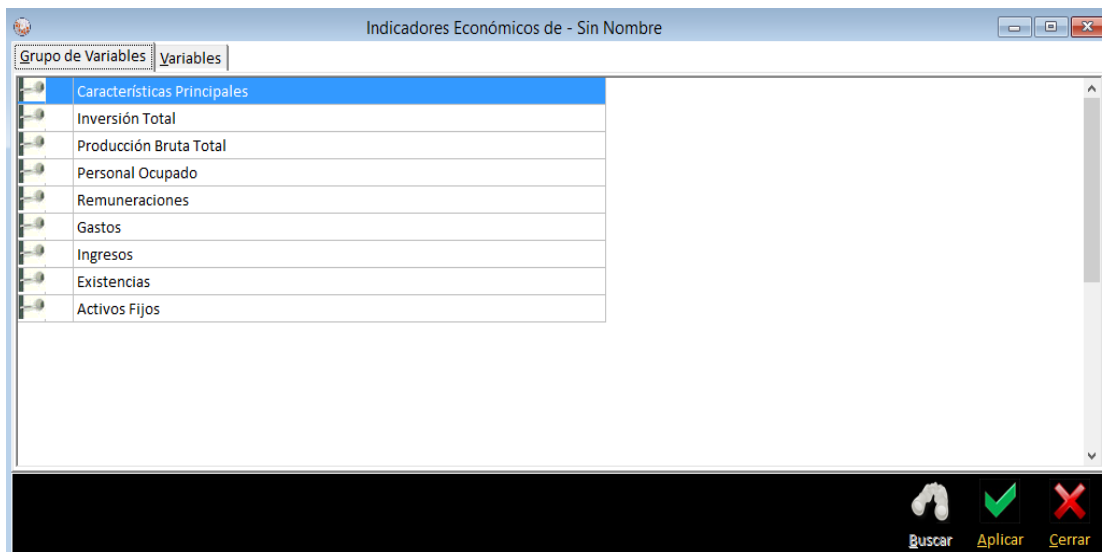 Indicadores Económicos de - Sin Nombre
Grupo de Variables Variables
Características Principales
Inversión Total
Producción Bruta Total
Personal Ocupado
Remuneraciones
Gastos
Ingresos
Existencias
Activos Fijos
Buscar Aplicar Cerrar